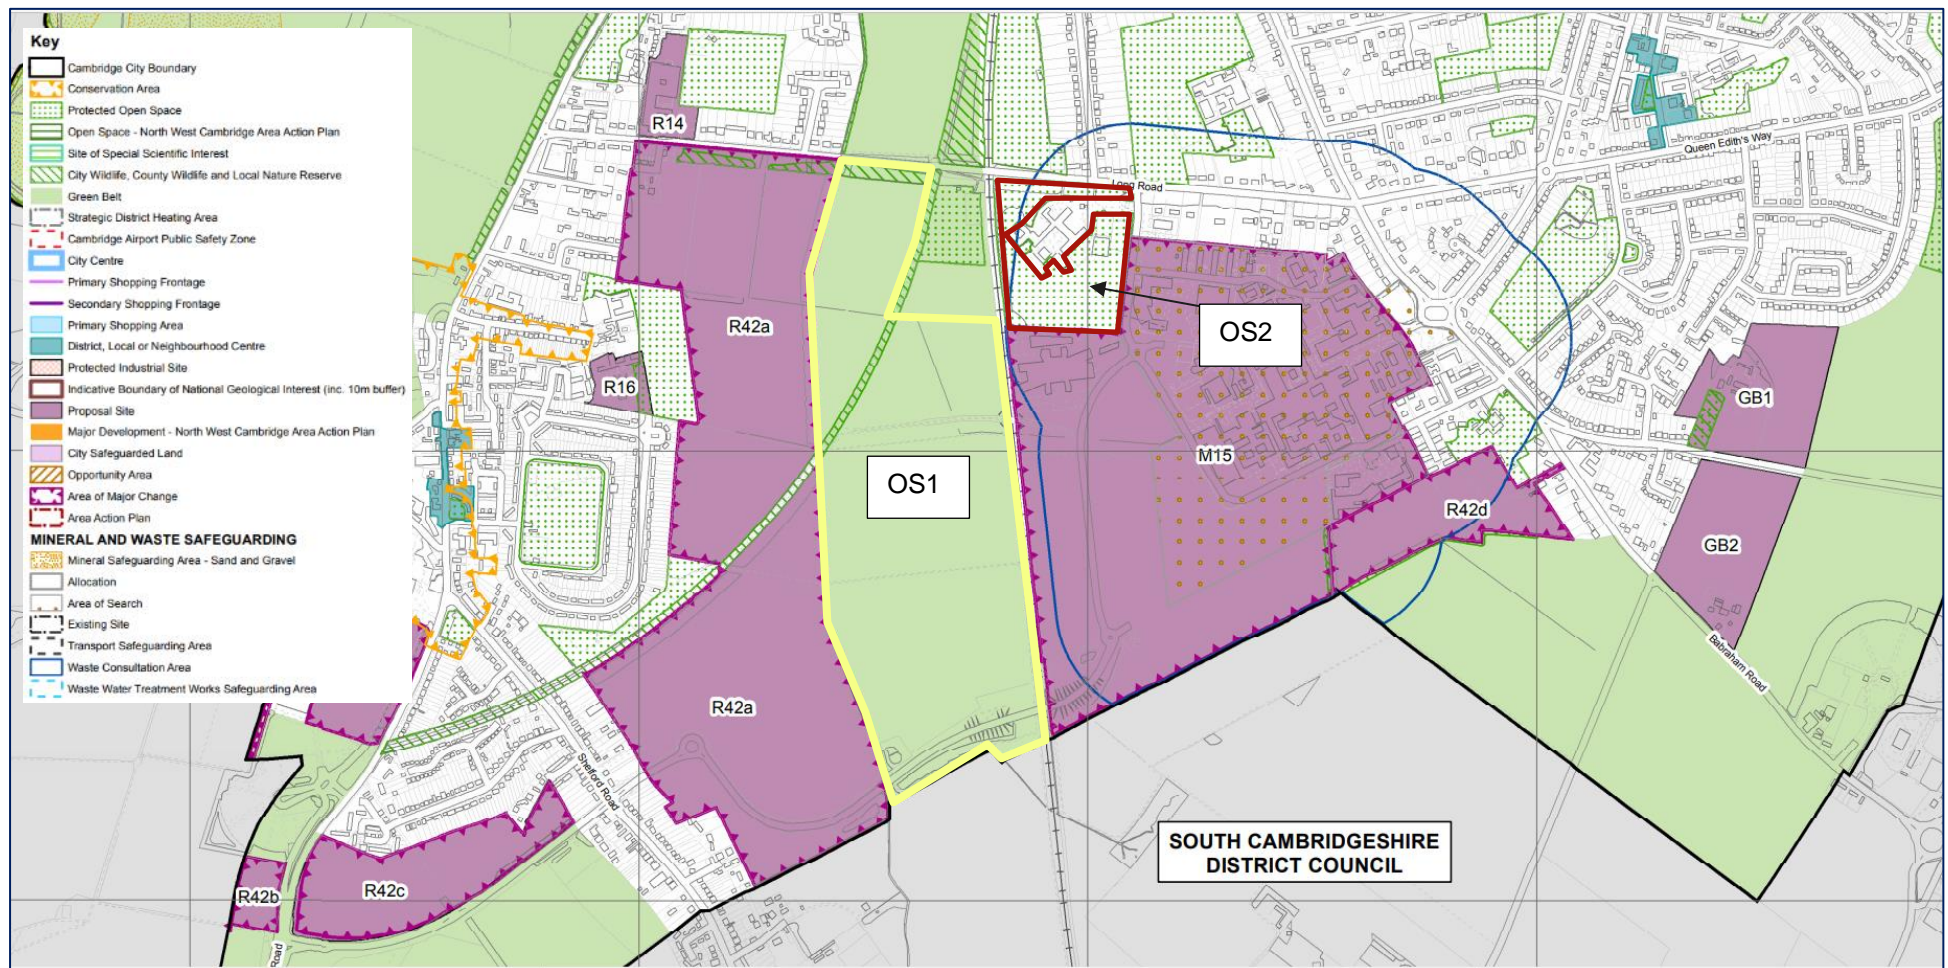 Key
Cambridge City Boundary
Conservation Area
Protected Open Space
Open Space - North West Cambridge Area Action Plan
Site of Special Scientific Interest
City Wildlife, County Wildlife and Local Nature Reserve
Green Belt
Strategic District Heating Area
Cambridge Airport Public Safety Zone
City Centre
Primary Shopping Frontage
Secondary Shopping Frontage
Primary Shopping Area
District, Local or Neighbourhood Centre
Protected Industrial Site
Indicative Boundary of National Geological Interest (inc. 10m buffer)
Proposal Site
Major Development - North West Cambridge Area Action Plan
City Safeguarded Land
Opportunity Area
Area of Major Change
Area Action Plan
MINERAL AND WASTE SAFEGUARDING
Mineral Safeguarding Area - Sand and Gravel
Allocation
Area of Search
Existing Site
Transport Safeguarding Area
Waste Consultation Area
Waste Water Treatment Works Safeguarding Area
R14
Queen Edith's Way
Long Road
R42a
OS2
R16
GB1
M15
OS1
R42d
GB2
Babraham Road
R42a
Shelford Road
SOUTH CAMBRIDGESHIRE
DISTRICT COUNCIL
R42c
R42b
Road